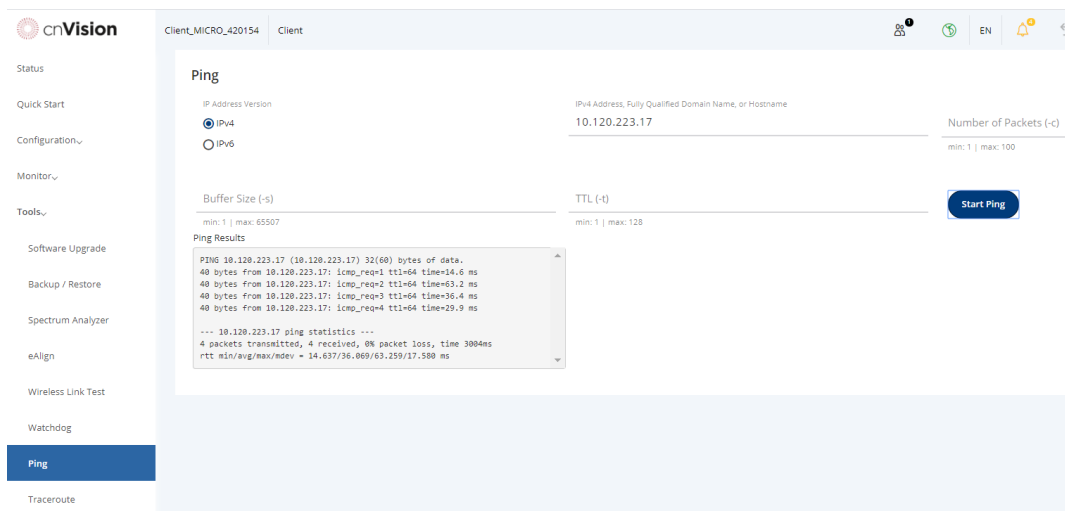 cnVision
Client_MICRO_420154 Client
1
EN
4
Status
Quick Start
Configuration
Monitor
Tools
Software Upgrade
Backup / Restore
Spectrum Analyzer
eAlign
Wireless Link Test
Watchdog
Ping
Traceroute
Ping
IP Address Version
IPv4
IPv6
IPv4 Address, Fully Qualified Domain Name, or Hostname
10.120.223.17
Number of Packets (-c)
min: 1 | max: 100
Buffer Size (-s)
min: 1 | max: 65507
TTL (-t)
min: 1 | max: 128
Start Ping
Ping Results
PING 10.120.223.17 (10.120.223.17) 32(60) bytes of data.
40 bytes from 10.120.223.17: icmp_req=1 ttl=64 time=14.6 ms
40 bytes from 10.120.223.17: icmp_req=2 ttl=64 time=63.2 ms
40 bytes from 10.120.223.17: icmp_req=3 ttl=64 time=36.4 ms
40 bytes from 10.120.223.17: icmp_req=4 ttl=64 time=29.9 ms
--- 10.120.223.17 ping statistics ---
4 packets transmitted, 4 received, 0% packet loss, time 3004ms
rtt min/avg/max/mdev = 14.637/36.069/63.259/17.580 ms